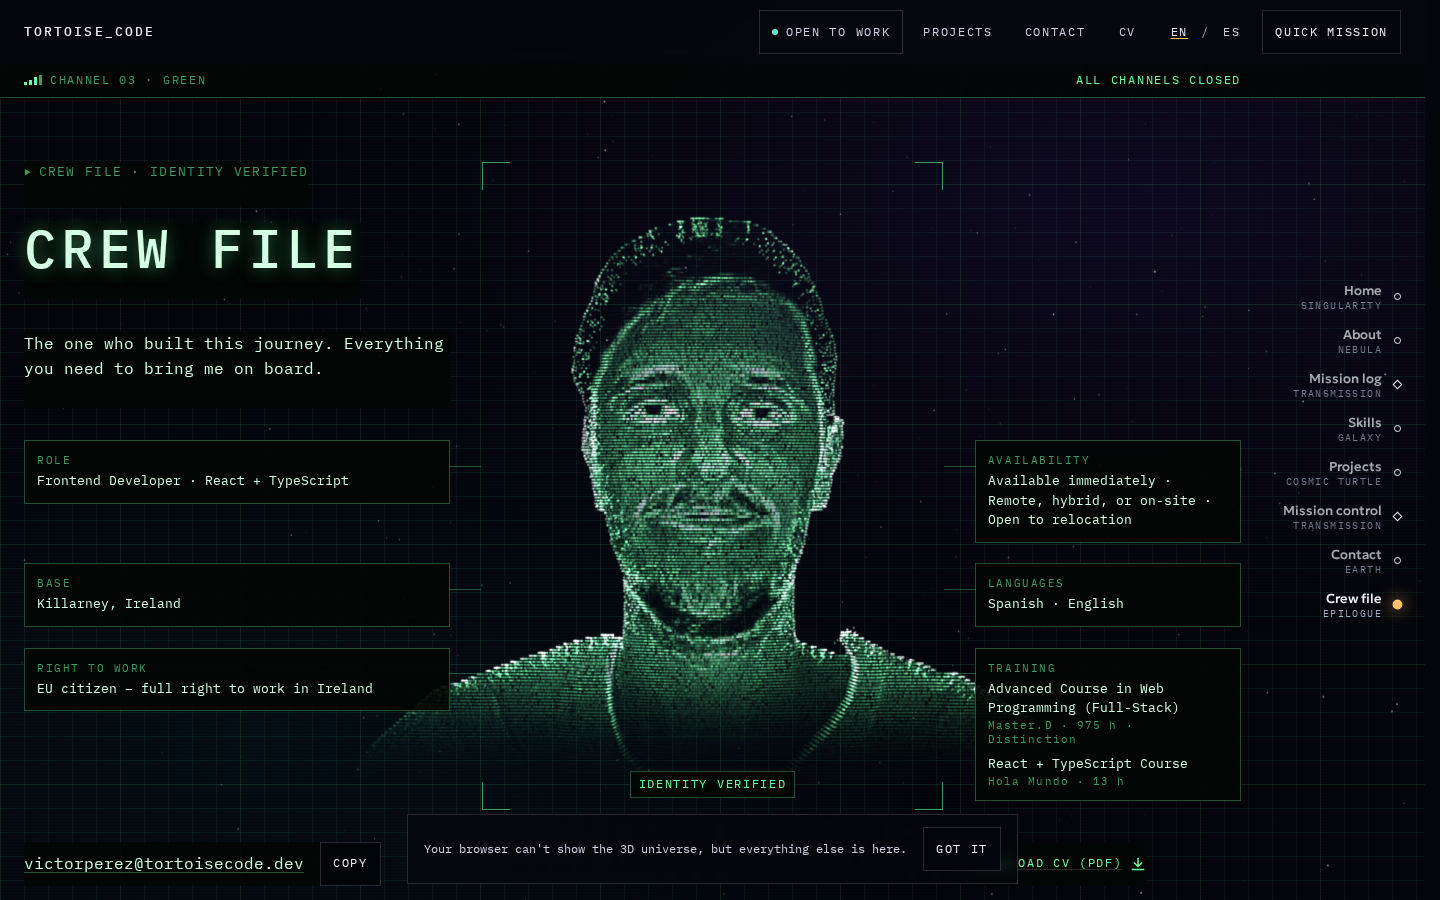 TORTOISE_CODE
OPEN TO WORK
PROJECTS
CONTACT
CV
EN / ES
QUICK MISSION
CHANNEL 03 · GREEN
ALL CHANNELS CLOSED
CREW FILE · IDENTITY VERIFIED
CREW FILE
The one who built this journey. Everything
you need to bring me on board.
ROLE
Frontend Developer · React + TypeScript
BASE
Killarney, Ireland
RIGHT TO WORK
EU citizen – full right to work in Ireland
AVAILABILITY
Available immediately ·
Remote, hybrid, or on-site ·
Open to relocation
LANGUAGES
Spanish · English
TRAINING
Advanced Course in Web
Programming (Full-Stack)
Master.D · 975 h ·
Distinction
React + TypeScript Course
Hola Mundo · 13 h
Home
SINGULARITY
About
NEBULA
Mission log
TRANSMISSION
Skills
GALAXY
Projects
COSMIC TURTLE
Mission control
TRANSMISSION
Contact
EARTH
Crew file
EPILOGUE
IDENTITY VERIFIED
victorperez@tortoisecode.dev
COPY
Your browser can't show the 3D universe, but everything else is here.
GOT IT
OAD CV (PDF)